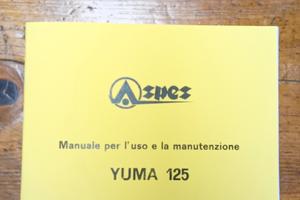 Aspes
Manuale per l'uso e la manutenzione
YUMA 125